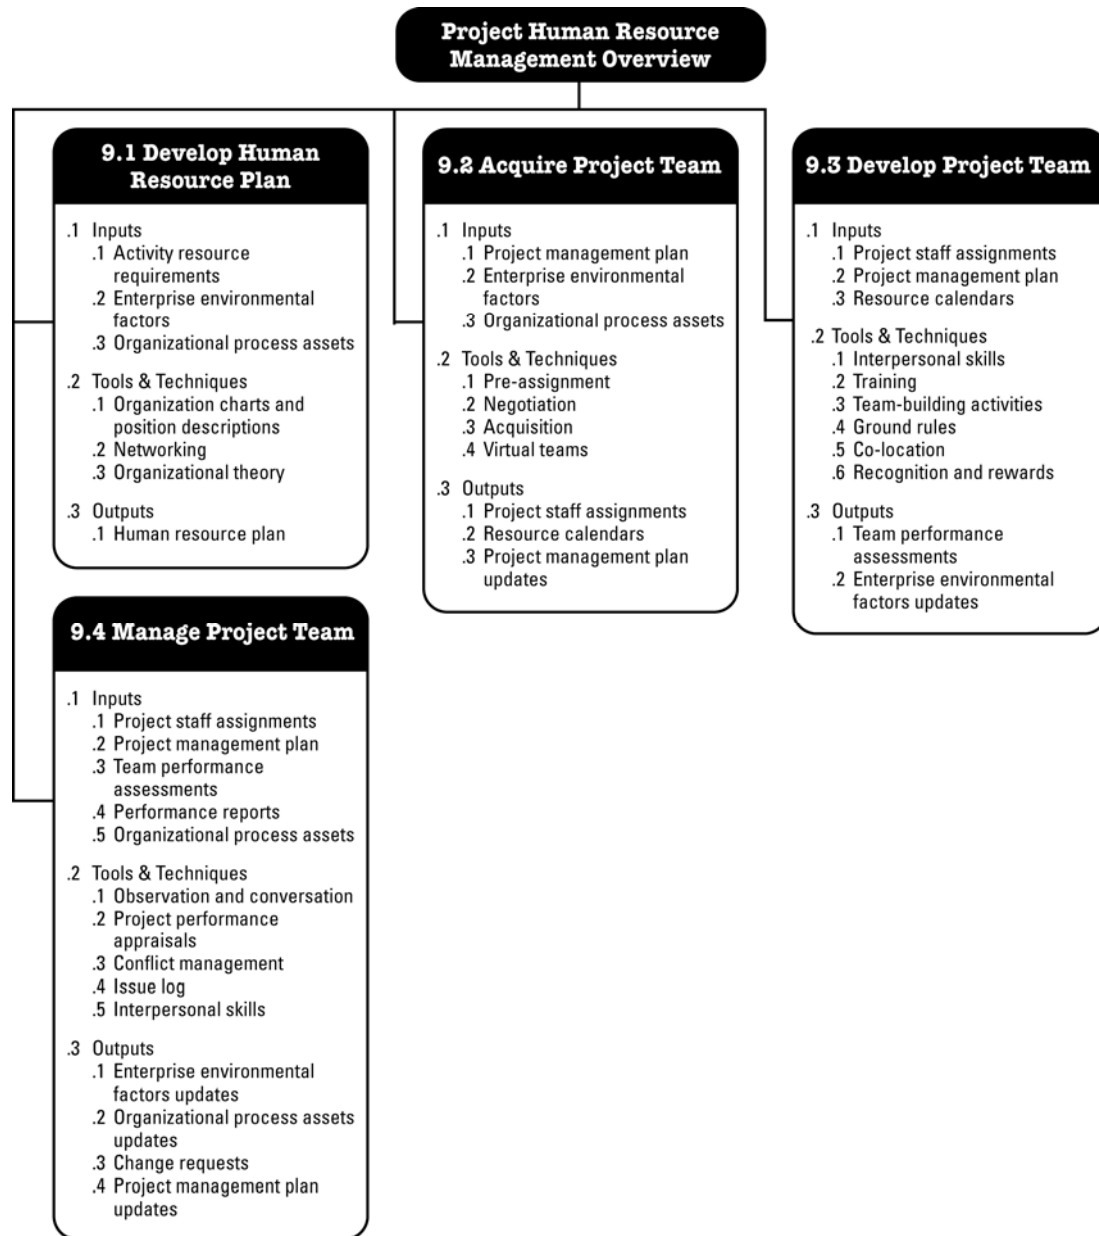 Project Human Resource
Management Overview
9.1 Develop Human
Resource Plan
.1 Inputs
.1 Activity resource
requirements
.2 Enterprise environmental
factors
.3 Organizational process assets
.2 Tools & Techniques
.1 Organization charts and
position descriptions
.2 Networking
.3 Organizational theory
.3 Outputs
.1 Human resource plan
9.2 Acquire Project Team
.1 Inputs
.1 Project management plan
.2 Enterprise environmental
factors
.3 Organizational process assets
.2 Tools & Techniques
.1 Pre-assignment
.2 Negotiation
.3 Acquisition
.4 Virtual teams
.3 Outputs
.1 Project staff assignments
.2 Resource calendars
.3 Project management plan
updates
9.3 Develop Project Team
.1 Inputs
.1 Project staff assignments
.2 Project management plan
.3 Resource calendars
.2 Tools & Techniques
.1 Interpersonal skills
.2 Training
.3 Team-building activities
.4 Ground rules
.5 Co-location
.6 Recognition and rewards
.3 Outputs
.1 Team performance
assessments
.2 Enterprise environmental
factors updates
9.4 Manage Project Team
.1 Inputs
.1 Project staff assignments
.2 Project management plan
.3 Team performance
assessments
.4 Performance reports
.5 Organizational process assets
.2 Tools & Techniques
.1 Observation and conversation
.2 Project performance
appraisals
.3 Conflict management
.4 Issue log
.5 Interpersonal skills
.3 Outputs
.1 Enterprise environmental
factors updates
.2 Organizational process assets
updates
.3 Change requests
.4 Project management plan
updates